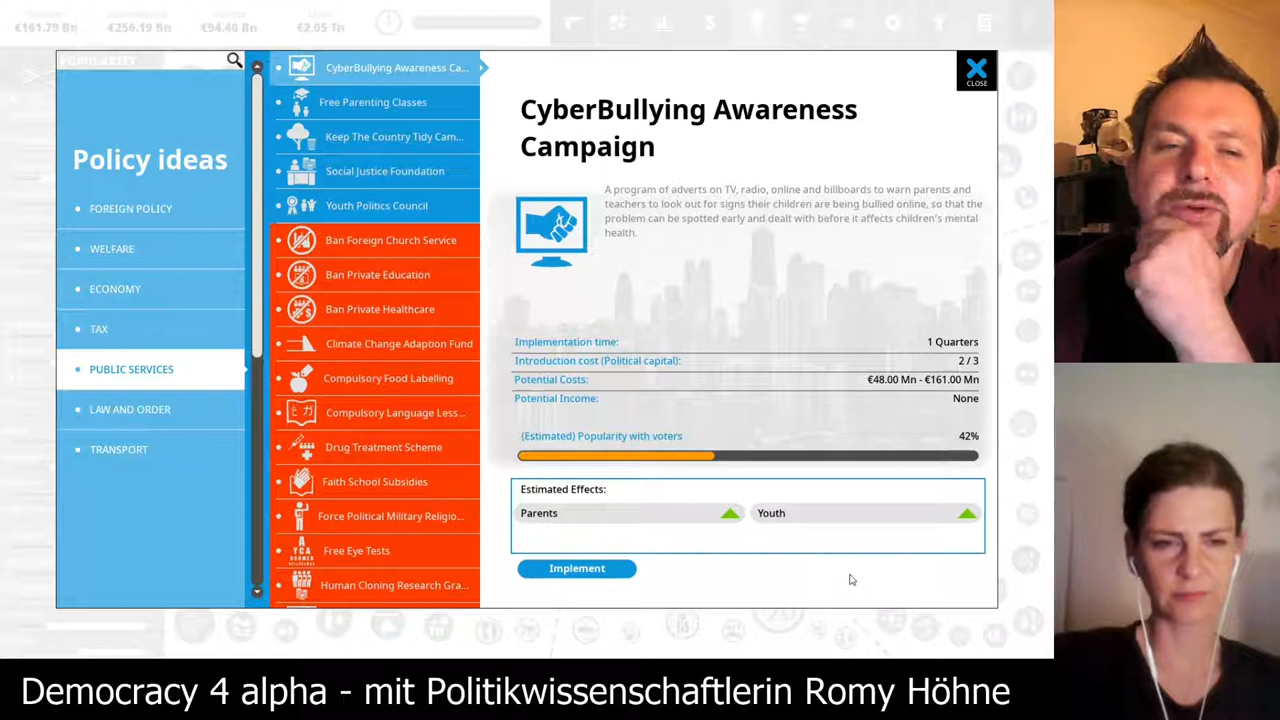 €161.79 Bn
€256.19 Bn
€94.40 Bn
€2.05 Tn
POPULARITY
Policy ideas
FOREIGN POLICY
WELFARE
ECONOMY
TAX
PUBLIC SERVICES
LAW AND ORDER
TRANSPORT
CyberBullying Awareness Ca...
Free Parenting Classes
Keep The Country Tidy Cam...
Social Justice Foundation
Youth Politics Council
Ban Foreign Church Service
Ban Private Education
Ban Private Healthcare
Climate Change Adaption Fund
Compulsory Food Labelling
Compulsory Language Less...
Drug Treatment Scheme
Faith School Subsidies
Force Political Military Religio...
Free Eye Tests
Human Cloning Research Gra...
CLOSE
CyberBullying Awareness
Campaign
A program of adverts on TV, radio, online and billboards to warn parents and
teachers to look out for signs their children are being bullied online, so that the
problem can be spotted early and dealt with before it affects children's mental
health.
Implementation time: 1 Quarters
Introduction cost (Political capital): 2 / 3
Potential Costs: €48.00 Mn - €161.00 Mn
Potential Income: None
(Estimated) Popularity with voters 42%
Estimated Effects:
Parents Youth
Implement
Democracy 4 alpha - mit Politikwissenschaftlerin Romy Höhne